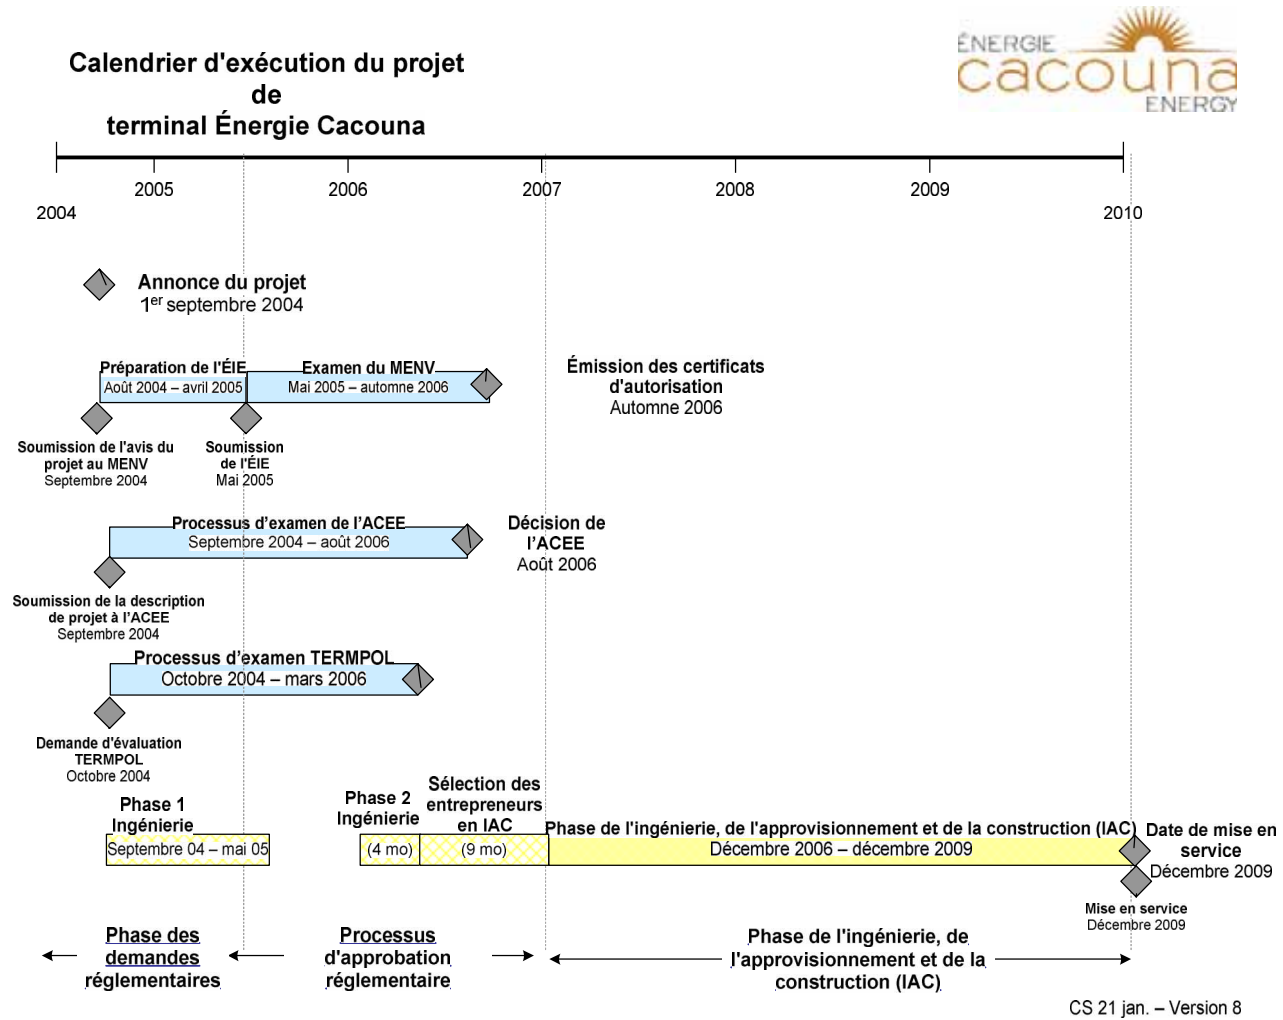 Calendrier d'exécution du projet
de
terminal Énergie Cacouna
ÉNERGIE
cacouna
ENERGY
2005
2006
2007
2008
2009
2004
2010
Annonce du projet
1er septembre 2004
Préparation de l'ÉIE
Août 2004 – avril 2005
Examen du MENV
Mai 2005 – automne 2006
Émission des certificats
d'autorisation
Automne 2006
Soumission de l'avis du
projet au MENV
Septembre 2004
Soumission
de l'ÉIE
Mai 2005
Processus d'examen de l'ACEE
Septembre 2004 – août 2006
Décision de
l'ACEE
Août 2006
Soumission de la description
de projet à l'ACEE
Septembre 2004
Processus d'examen TERMPOL
Octobre 2004 – mars 2006
Demande d'évaluation
TERMPOL
Octobre 2004
Phase 1
Ingénierie
Septembre 04 – mai 05
Phase 2
Ingénierie
(4 mo)
Sélection des
entrepreneurs
en IAC
(9 mo)
Phase de l'ingénierie, de l'approvisionnement et de la construction (IAC)
Décembre 2006 – décembre 2009
Date de mise en
service
Décembre 2009
Mise en service
Décembre 2009
Phase des
demandes
réglementaires
Processus
d'approbation
réglementaire
Phase de l'ingénierie, de
l'approvisionnement et de la
construction (IAC)
CS 21 jan. – Version 8